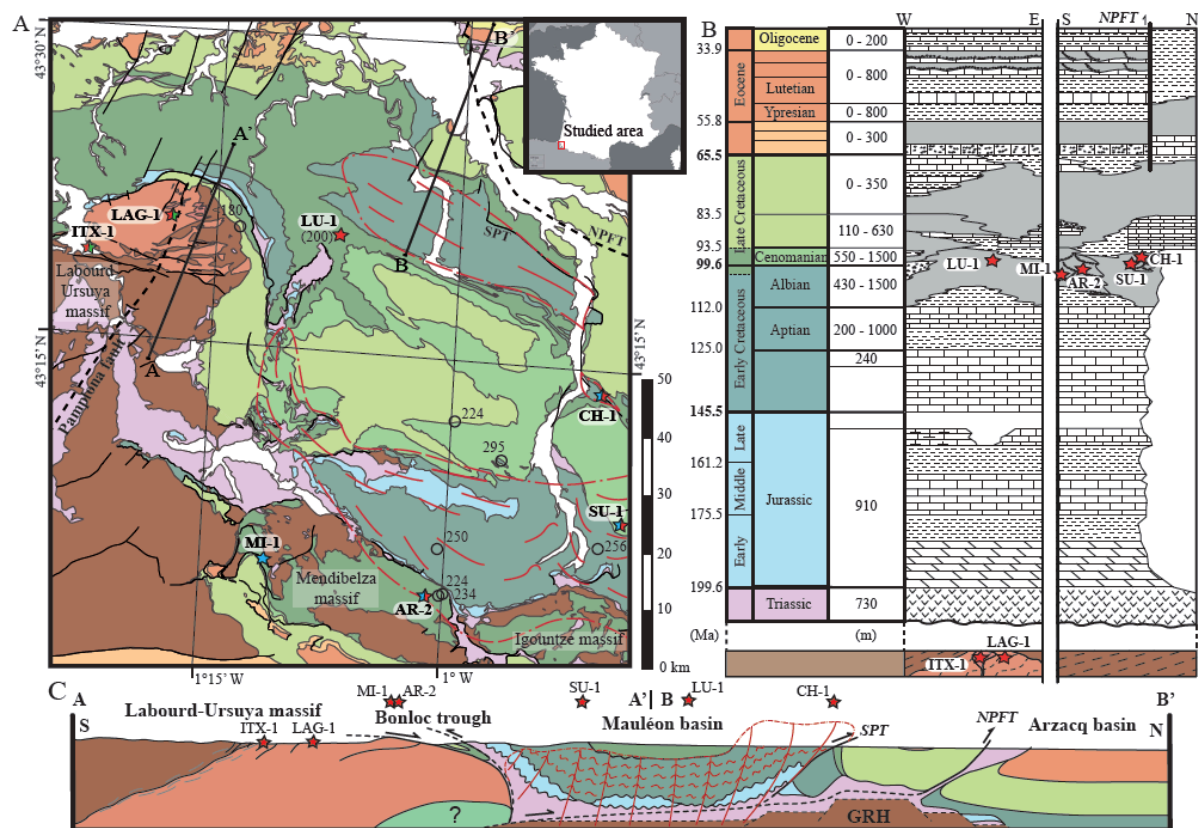 A
43°30' N
43°15' N
43°15' N
A'
B'
A
B
LAG-1
ITX-1
Labourd-
Ursuya
massif
Pamplona fault
180
LU-1
(200)
SPT
NPFT
Studied area
224
295
CH-1
SU-1
250
256
MI-1
Mendibelza
massif
AR-2
224
234
Igountze massif
1°15' W
1° W
50
40
30
20
10
0 km
B
W
E
S
NPFT
N
33.9
55.8
65.5
83.5
93.5
99.6
112.0
125.0
145.5
161.2
175.5
199.6
(Ma)
Eocene
Late Cretaceous
Early Cretaceous
Late
Middle
Early
Oligocene
Lutetian
Ypresian
Cenomanian
Albian
Aptian
Jurassic
Triassic
0 - 200
0 - 800
0 - 800
0 - 300
0 - 350
110 - 630
550 - 1500
430 - 1500
200 - 1000
240
910
730
(m)
LU-1
MI-1
AR-2
SU-1
CH-1
LAG-1
ITX-1
C
A
S
Labourd-Ursuya massif
ITX-1
LAG-1
MI-1
AR-2
Bonloc trough
SU-1
A'
B
LU-1
Mauléon basin
CH-1
SPT
NPFT
Arzacq basin
B'
N
?
GRH